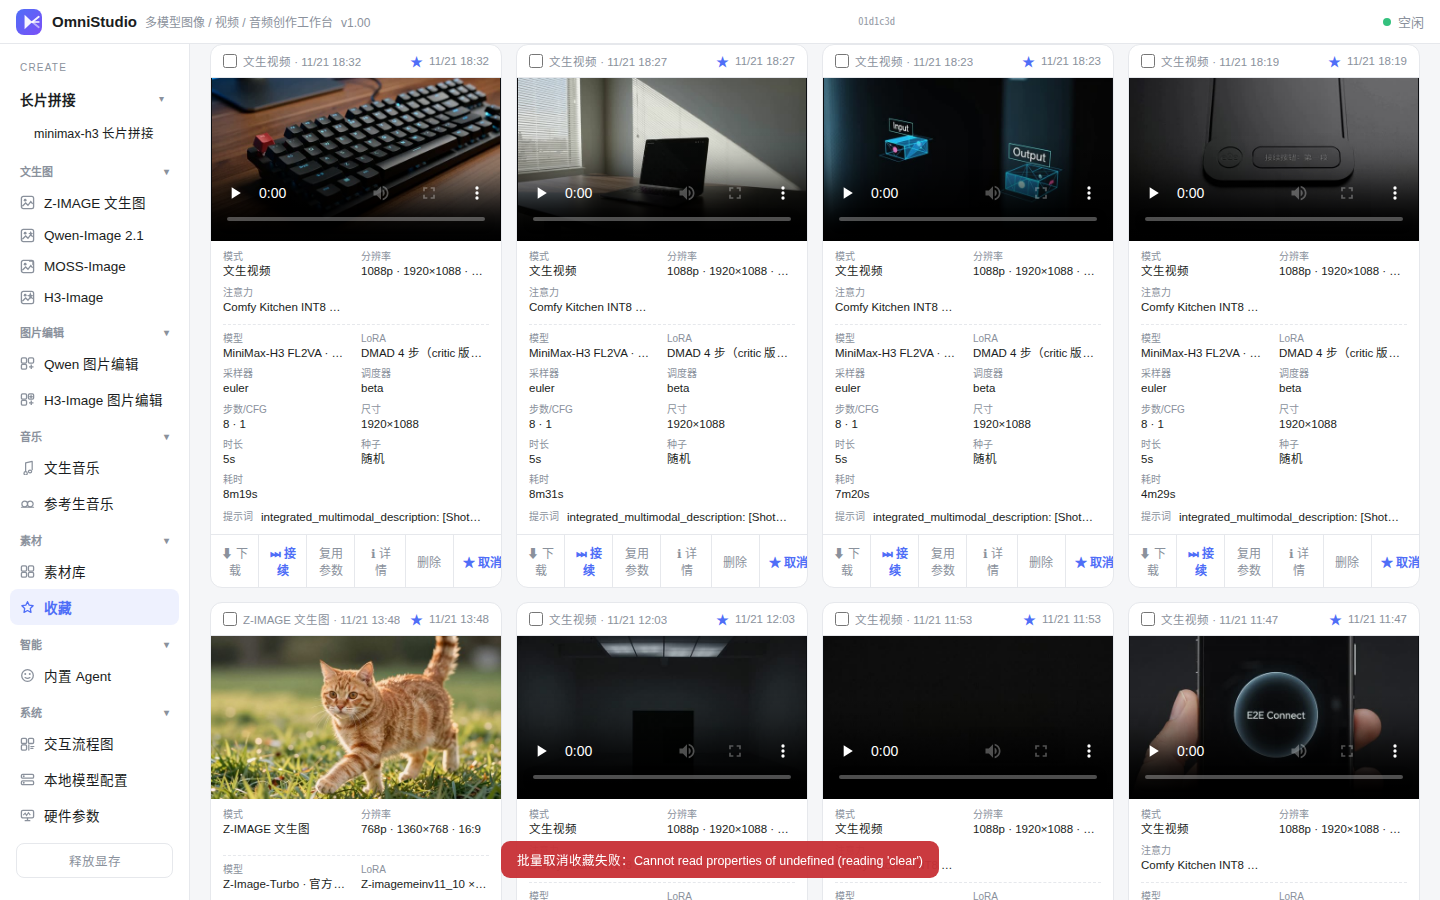 OmniStudio 多模型图像 / 视频 / 音频创作工作台 v1.00
01d1c3d
空闲
CREATE
长片拼接
minimax-h3 长片拼接
文生图
Z-IMAGE 文生图
Qwen-Image 2.1
MOSS-Image
H3-Image
图片编辑
Qwen 图片编辑
H3-Image 图片编辑
音乐
文生音乐
参考生音乐
素材
素材库
收藏
智能
内置 Agent
系统
交互流程图
本地模型配置
硬件参数
释放显存
文生视频 · 11/21 18:32 ★ 11/21 18:32
0:00
模式 分辨率
文生视频 1088p · 1920×1088 · ...
注意力
Comfy Kitchen INT8 ...
模型 LoRA
MiniMax-H3 FL2VA · ... DMAD 4 步（critic 版...
采样器 调度器
euler beta
步数/CFG 尺寸
8 · 1 1920×1088
时长 种子
5s 随机
耗时
8m19s
提示词 integrated_multimodal_description: [Shot...
⬇ 下载 ⏭ 接续 复用参数 ℹ 详情 删除 ★ 取消
文生视频 · 11/21 18:27 ★ 11/21 18:27
0:00
模式 分辨率
文生视频 1088p · 1920×1088 · ...
注意力
Comfy Kitchen INT8 ...
模型 LoRA
MiniMax-H3 FL2VA · ... DMAD 4 步（critic 版...
采样器 调度器
euler beta
步数/CFG 尺寸
8 · 1 1920×1088
时长 种子
5s 随机
耗时
8m31s
提示词 integrated_multimodal_description: [Shot...
⬇ 下载 ⏭ 接续 复用参数 ℹ 详情 删除 ★ 取消
文生视频 · 11/21 18:23 ★ 11/21 18:23
Input
Output
0:00
模式 分辨率
文生视频 1088p · 1920×1088 · ...
注意力
Comfy Kitchen INT8 ...
模型 LoRA
MiniMax-H3 FL2VA · ... DMAD 4 步（critic 版...
采样器 调度器
euler beta
步数/CFG 尺寸
8 · 1 1920×1088
时长 种子
5s 随机
耗时
7m20s
提示词 integrated_multimodal_description: [Shot...
⬇ 下载 ⏭ 接续 复用参数 ℹ 详情 删除 ★ 取消
文生视频 · 11/21 18:19 ★ 11/21 18:19
0:00
模式 分辨率
文生视频 1088p · 1920×1088 · ...
注意力
Comfy Kitchen INT8 ...
模型 LoRA
MiniMax-H3 FL2VA · ... DMAD 4 步（critic 版...
采样器 调度器
euler beta
步数/CFG 尺寸
8 · 1 1920×1088
时长 种子
5s 随机
耗时
4m29s
提示词 integrated_multimodal_description: [Shot...
⬇ 下载 ⏭ 接续 复用参数 ℹ 详情 删除 ★ 取消
Z-IMAGE 文生图 · 11/21 13:48 ★ 11/21 13:48
模式 分辨率
Z-IMAGE 文生图 768p · 1360×768 · 16:9
模型 LoRA
Z-Image-Turbo · 官方... Z-imagemeinv11_10 ×...
文生视频 · 11/21 12:03 ★ 11/21 12:03
0:00
模式 分辨率
文生视频 1088p · 1920×1088 · ...
模型 LoRA
文生视频 · 11/21 11:53 ★ 11/21 11:53
0:00
模式 分辨率
文生视频 1088p · 1920×1088 · ...
模型 LoRA
文生视频 · 11/21 11:47 ★ 11/21 11:47
E2E Connect
0:00
模式 分辨率
文生视频 1088p · 1920×1088 · ...
注意力
Comfy Kitchen INT8 ...
模型 LoRA
批量取消收藏失败：Cannot read properties of undefined (reading 'clear')